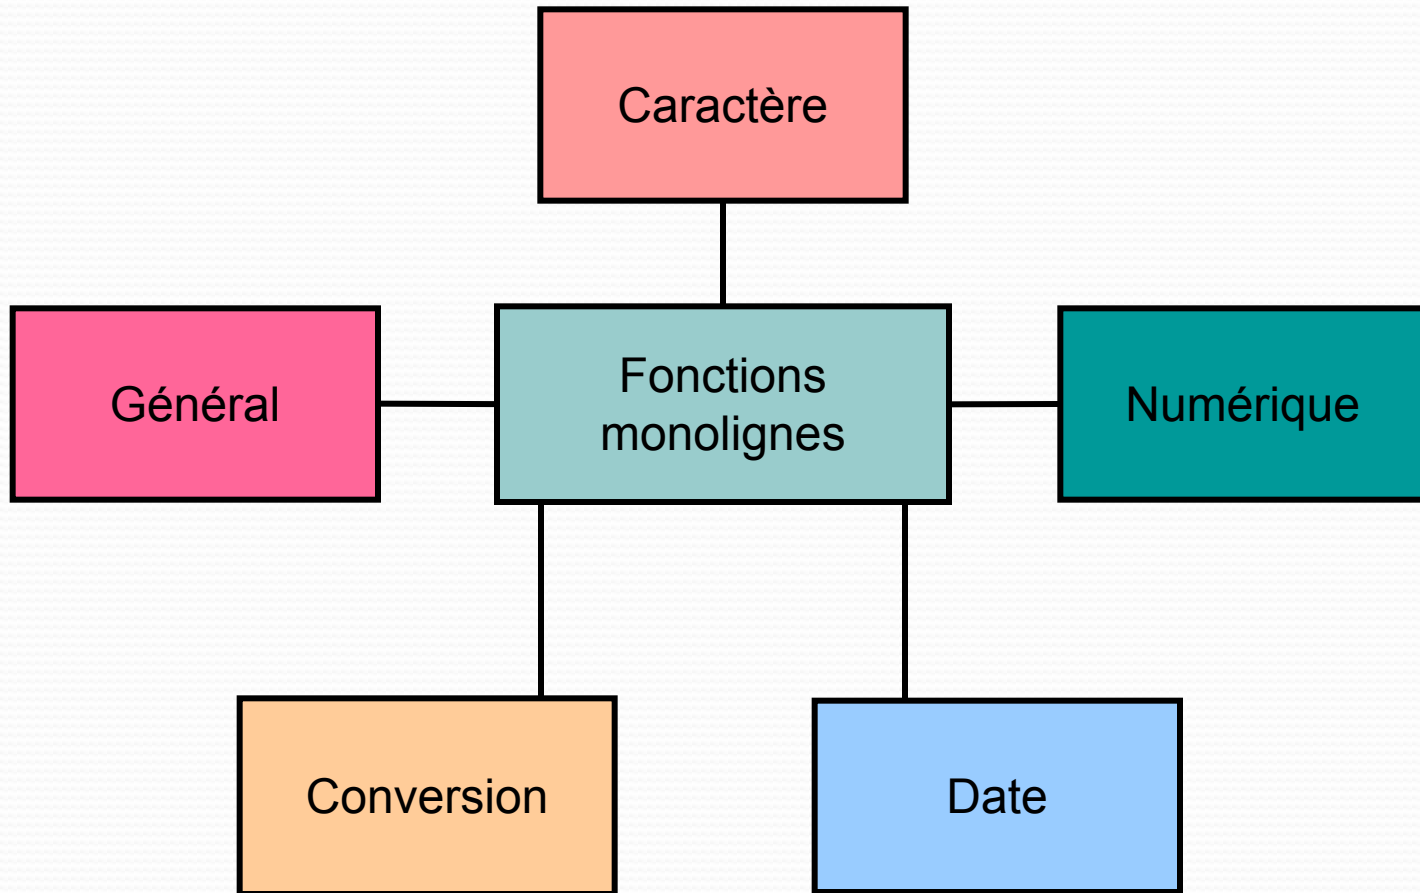 Caractère
Général
Fonctions
monolignes
Numérique
Conversion
Date